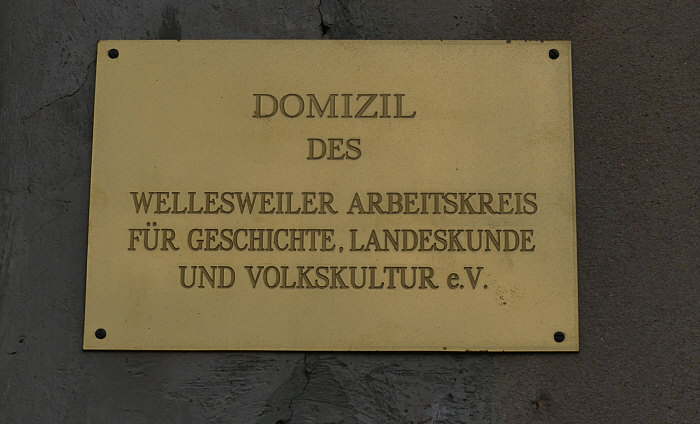 DOMIZIL
DES
WELLESWEILER ARBEITSKREIS
FÜR GESCHICHTE, LANDESKUNDE
UND VOLKSKULTUR e.V.